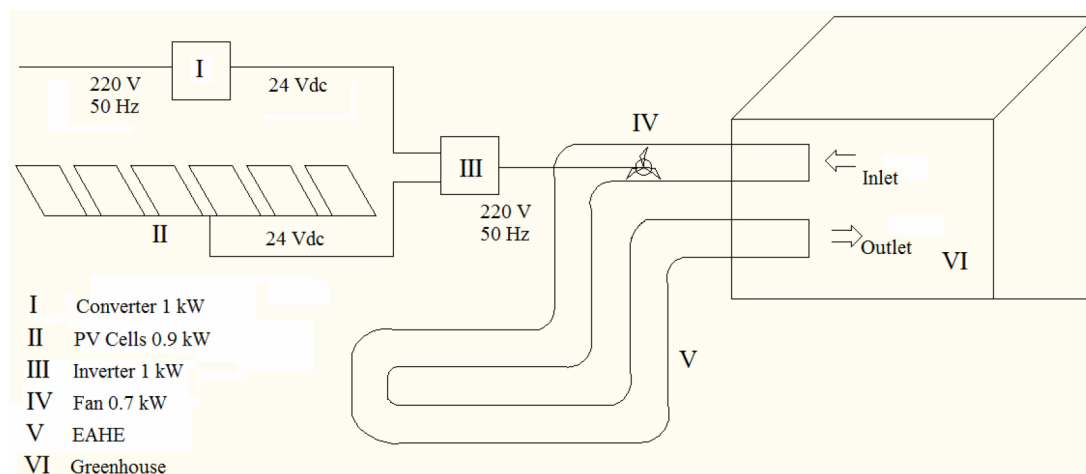 I
220 V
50 Hz
24 Vdc
IV
III
Inlet
220 V
50 Hz
II
24 Vdc
Outlet
VI
V
I Converter 1 kW
II PV Cells 0.9 kW
III Inverter 1 kW
IV Fan 0.7 kW
V EAHE
VI Greenhouse